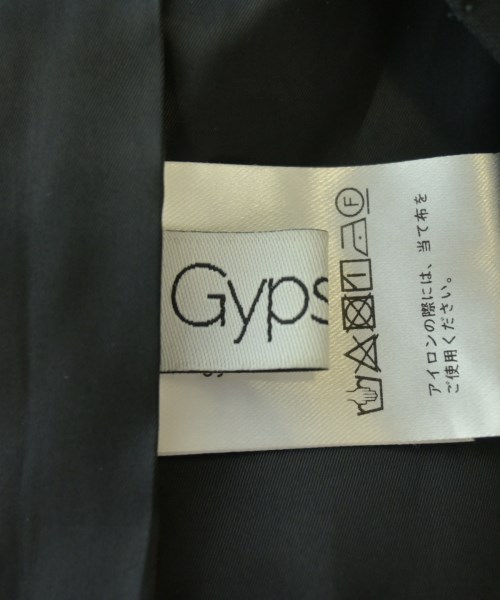 Gyps
F
アイロンの際には、当て布を
ご使用ください。